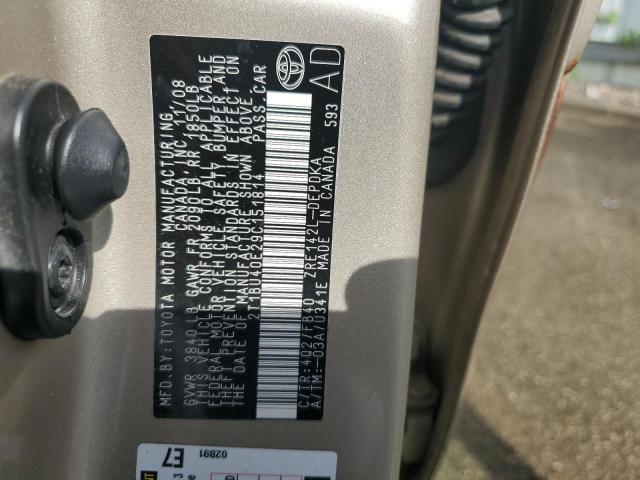 MFD BY: TOYOTA MOTOR MANUFACTURING
CANADA, INC. 11/08
GVWR 3840 LB GAWR FR 2090LB RR 1850LB
THIS VEHICLE CONFORMS TO ALL APPLICABLE
FEDERAL MOTOR VEHICLE SAFETY, BUMPER AND
THEFT PREVENTION STANDARDS IN EFFECT ON
THE DATE OF MANUFACTURE SHOWN ABOVE.
2T1BU40E29C051614 PASS.CAR
C/TR:4Q2/FB40 ZRE142L-DEPDKA
A/TM:-03A/U341E MADE IN CANADA 593
AD
E7
02B91